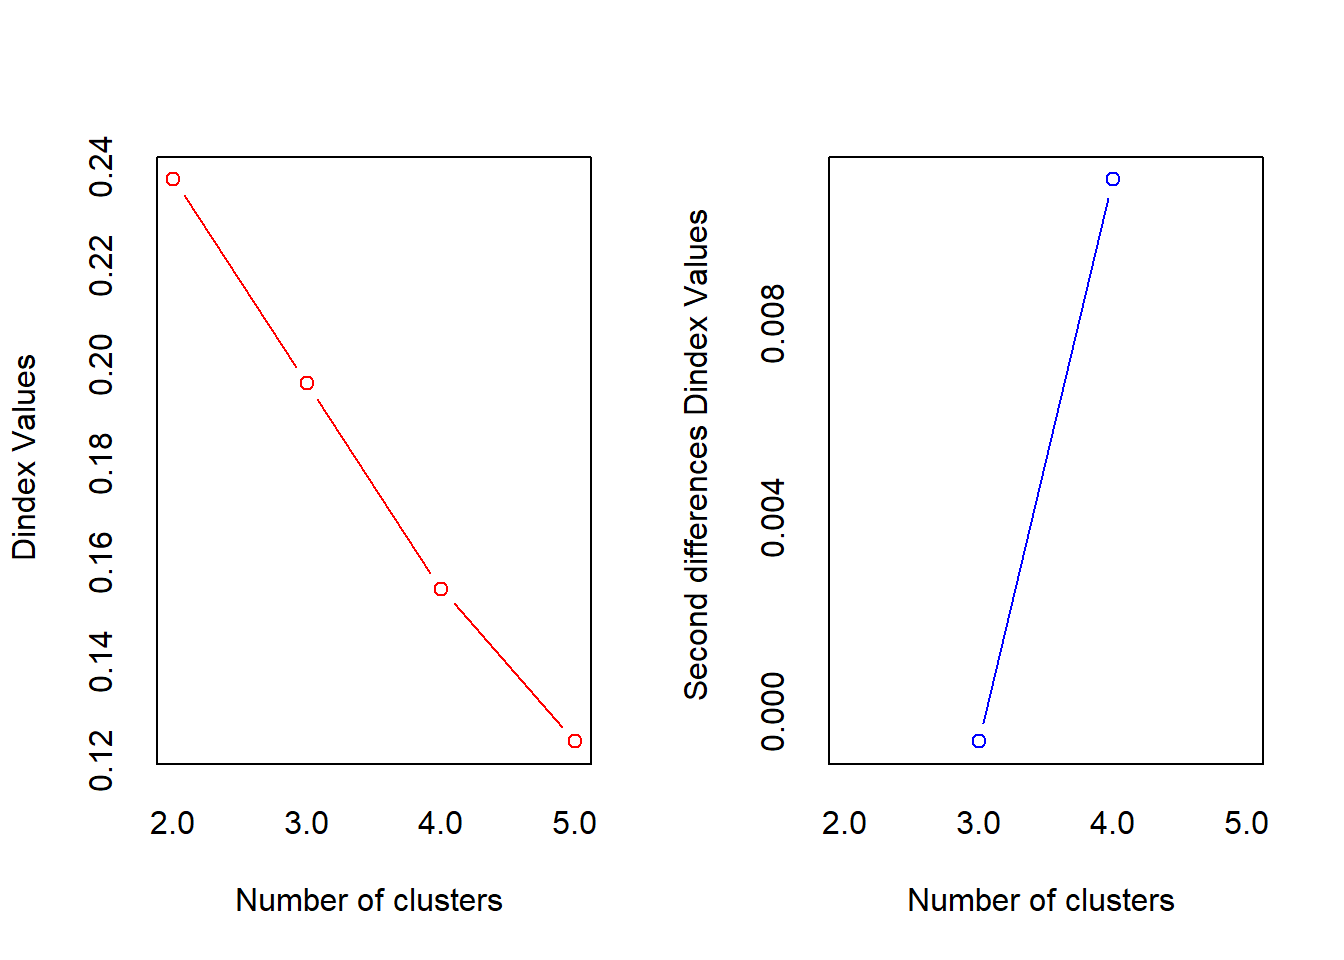 Dindex Values
0.24
0.22
0.20
0.18
0.16
0.14
0.12
2.0 3.0 4.0 5.0
Number of clusters
Second differences Dindex Values
0.008
0.004
0.000
2.0 3.0 4.0 5.0
Number of clusters